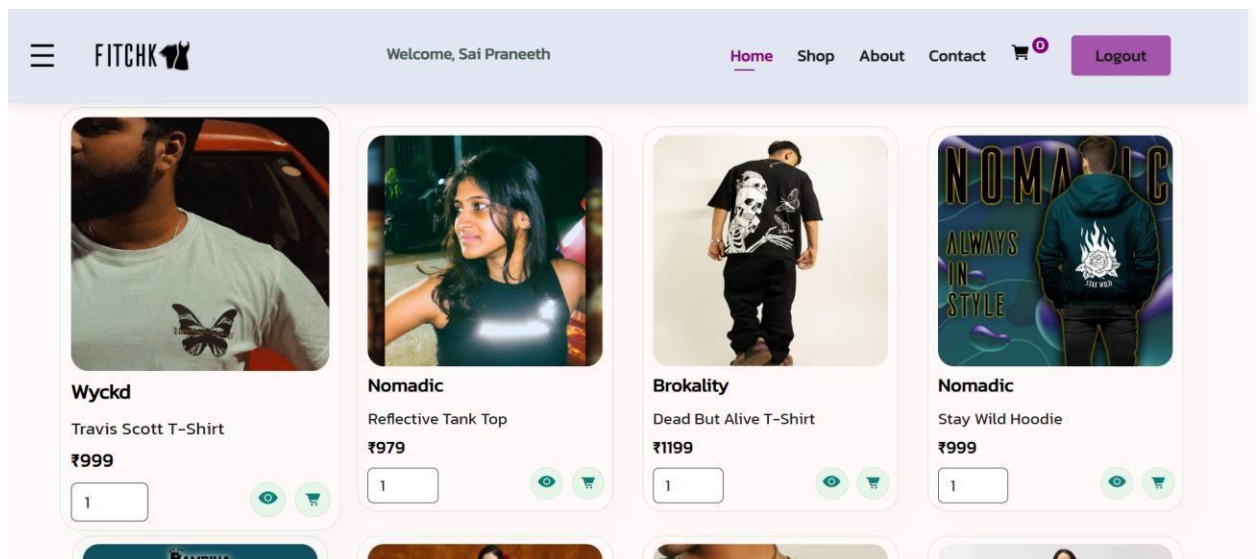 FITCHK
Welcome, Sai Praneeth
Home
Shop
About
Contact
0
Logout
NOMADIC
ALWAYS
IN
STYLE
STAY WILD
Wyckd
Travis Scott T-Shirt
₹999
1
Nomadic
Reflective Tank Top
₹979
1
Brokality
Dead But Alive T-Shirt
₹1199
1
Nomadic
Stay Wild Hoodie
₹999
1